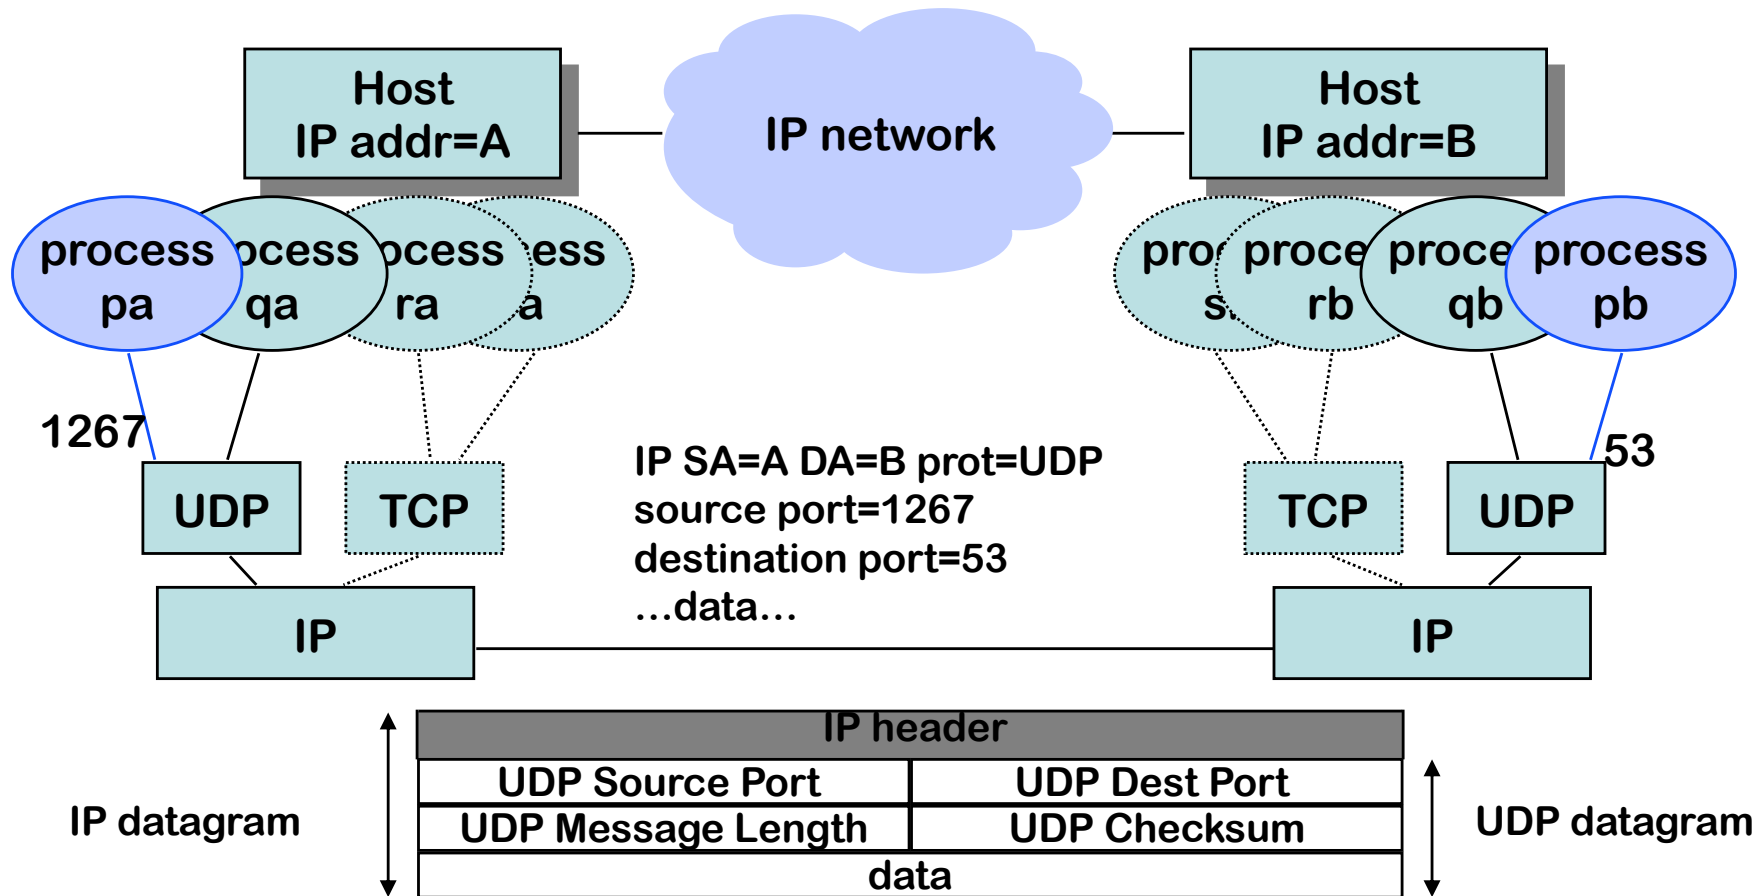 Host
IP addr=A
IP network
Host
IP addr=B
process
pa
ocess
qa
ocess
ra
ess
a
pro
s
proce
rb
proce
qb
process
pb
1267
53
UDP
TCP
IP SA=A DA=B prot=UDP
source port=1267
destination port=53
...data...
TCP
UDP
IP
IP
IP header
UDP Source Port
UDP Dest Port
IP datagram
UDP Message Length
UDP Checksum
UDP datagram
data